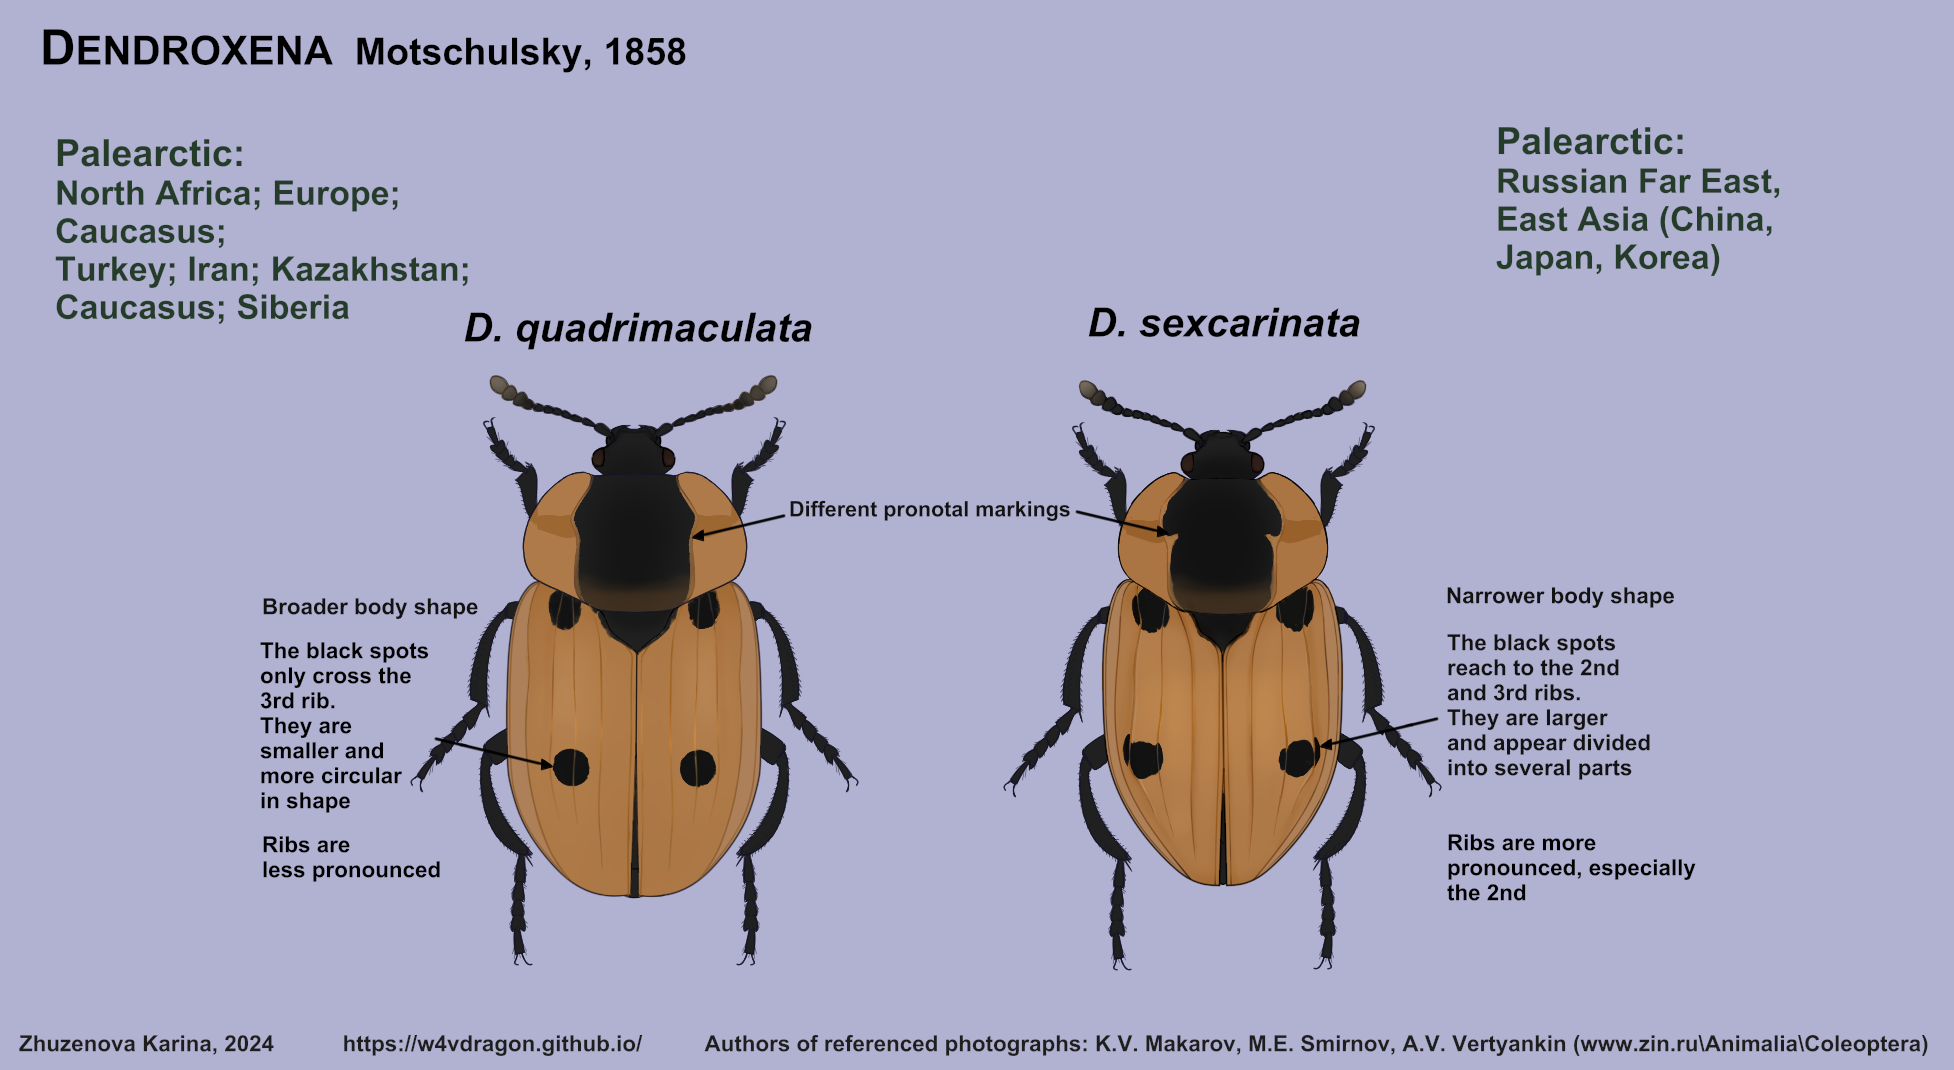 DENDROXENA Motschulsky, 1858
Palearctic:
North Africa; Europe;
Caucasus;
Turkey; Iran; Kazakhstan;
Caucasus; Siberia
Palearctic:
Russian Far East,
East Asia (China,
Japan, Korea)
D. quadrimaculata
D. sexcarinata
Different pronotal markings
Broader body shape
The black spots
only cross the
3rd rib.
They are
smaller and
more circular
in shape
Ribs are
less pronounced
Narrower body shape
The black spots
reach to the 2nd
and 3rd ribs.
They are larger
and appear divided
into several parts
Ribs are more
pronounced, especially
the 2nd
Zhuzenova Karina, 2024
https://w4vdragon.github.io/
Authors of referenced photographs: K.V. Makarov, M.E. Smirnov, A.V. Vertyankin (www.zin.ru\Animalia\Coleoptera)